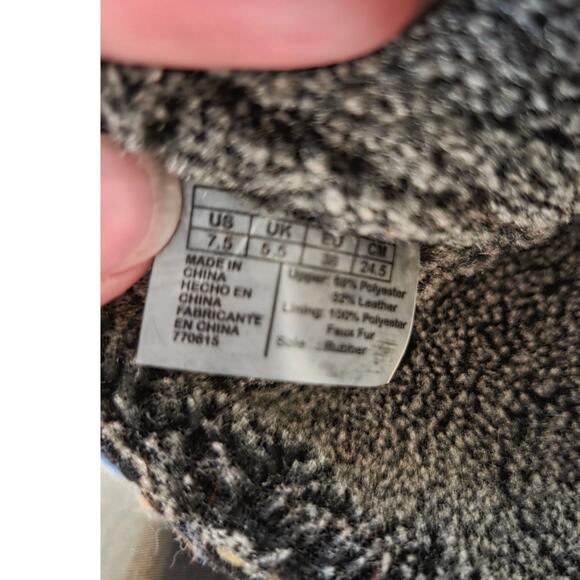 US UK EU CM
7.5 5.5 38 24.5
MADE IN
CHINA
HECHO EN
CHINA
FABRICANTE
EN CHINA
770615
Upper: 68% Polyester
32% Leather
Lining: 100% Polyester
Faux Fur
Sole : Rubber